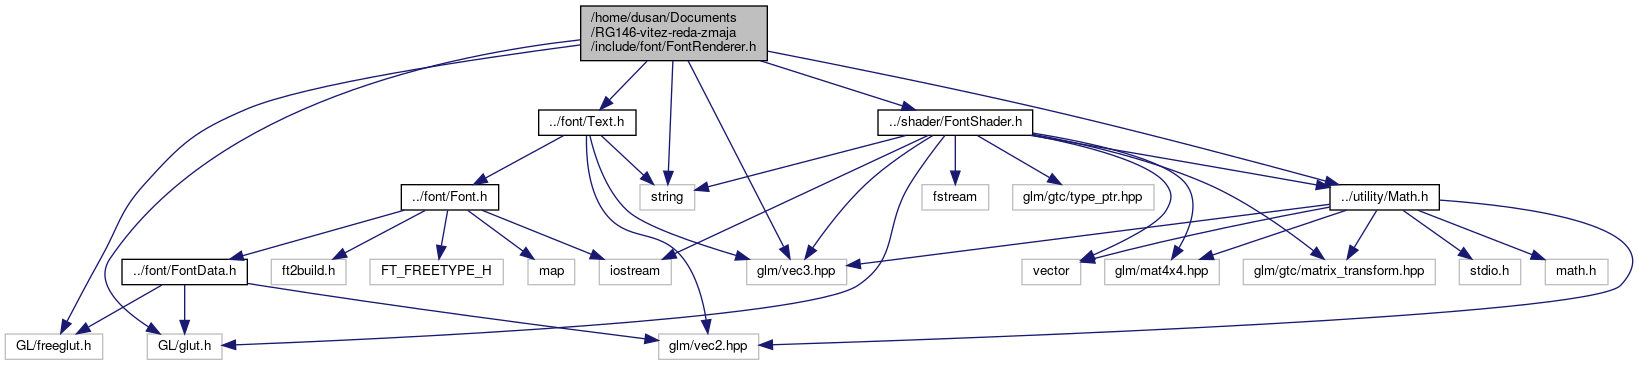 /home/dusan/Documents
/RG146-vitez-reda-zmaja
/include/font/FontRenderer.h
../font/Text.h
../shader/FontShader.h
../font/Font.h
string
fstream
glm/gtc/type_ptr.hpp
../utility/Math.h
../font/FontData.h
ft2build.h
FT_FREETYPE_H
map
iostream
glm/vec3.hpp
vector
glm/mat4x4.hpp
glm/gtc/matrix_transform.hpp
stdio.h
math.h
GL/freeglut.h
GL/glut.h
glm/vec2.hpp